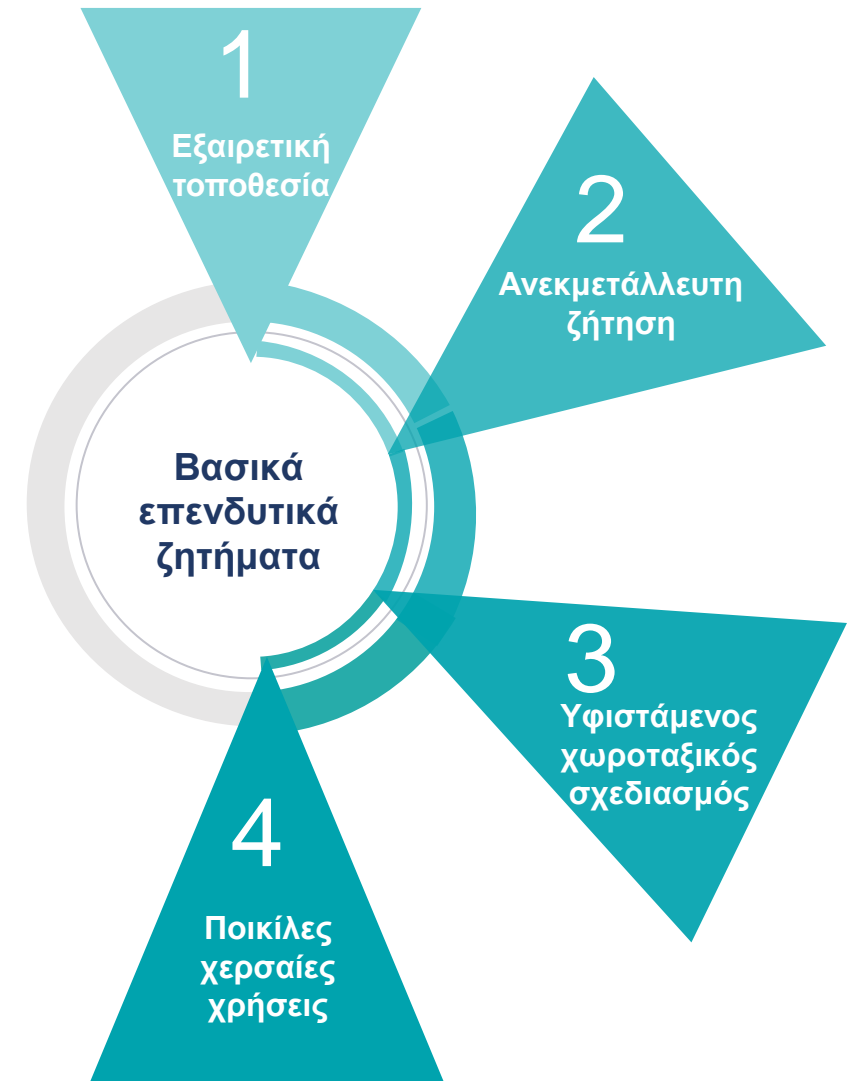 1
Εξαιρετική
τοποθεσία
2
Ανεκμετάλλευτη
ζήτηση
Βασικά
επενδυτικά
ζητήματα
3
Υφιστάμενος
χωροταξικός
σχεδιασμός
4
Ποικίλες
χερσαίες
χρήσεις